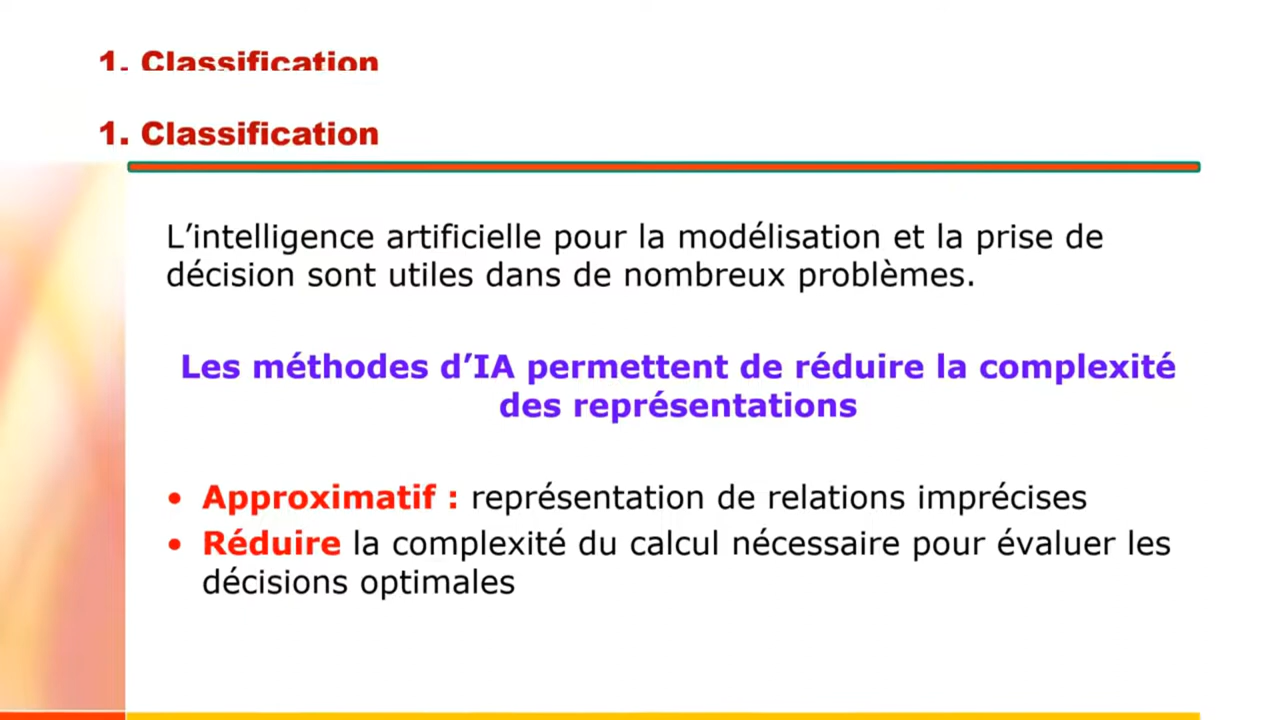 1. Classification
1. Classification
L’intelligence artificielle pour la modélisation et la prise de
décision sont utiles dans de nombreux problèmes.
Les méthodes d’IA permettent de réduire la complexité
des représentations
• Approximatif : représentation de relations imprécises
• Réduire la complexité du calcul nécessaire pour évaluer les
décisions optimales